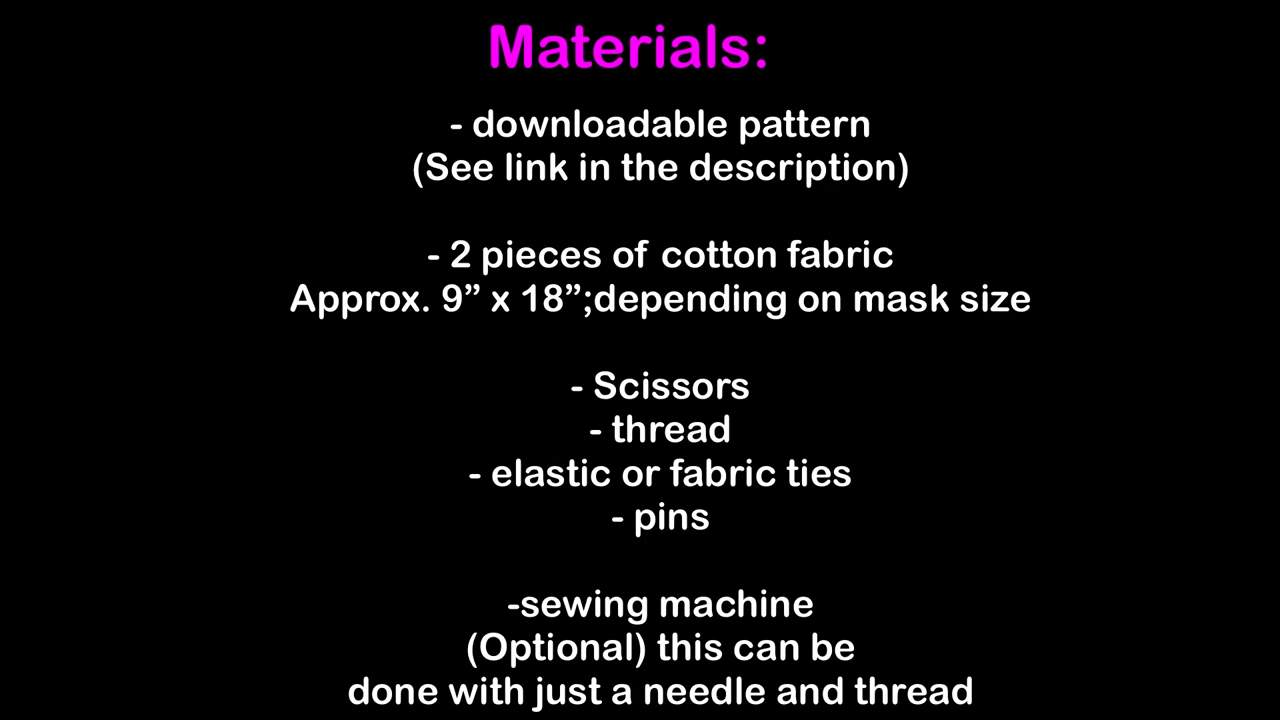 Materials:
- downloadable pattern
(See link in the description)
- 2 pieces of cotton fabric
Approx. 9” x 18”;depending on mask size
- Scissors
- thread
- elastic or fabric ties
- pins
-sewing machine
(Optional) this can be
done with just a needle and thread